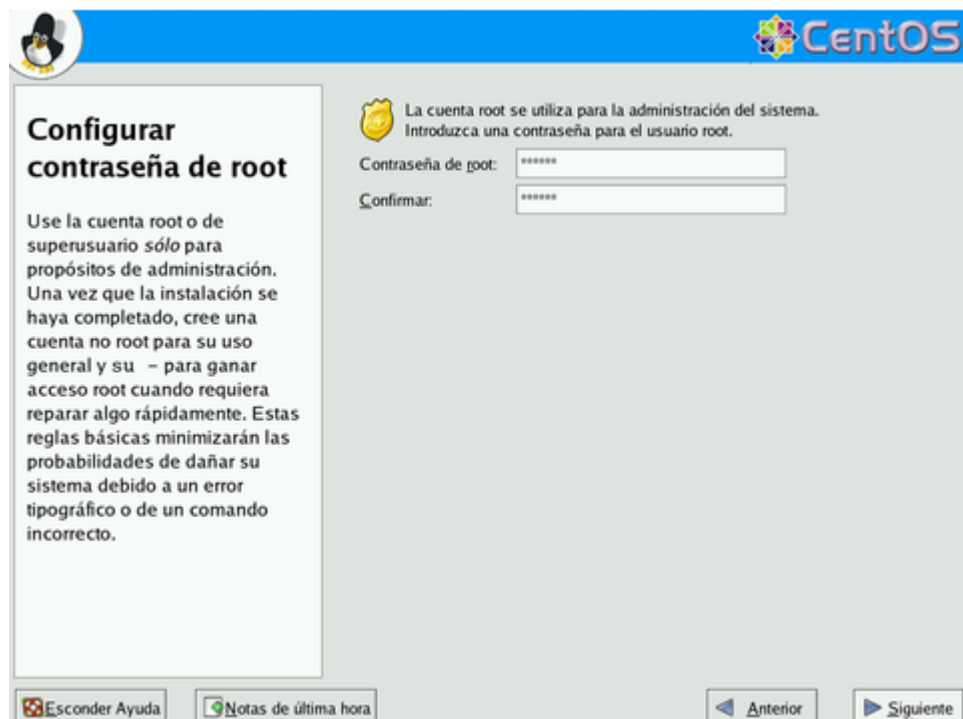 CentOS
Configurar
contraseña de root
Use la cuenta root o de
superusuario sólo para
propósitos de administración.
Una vez que la instalación se
haya completado, cree una
cuenta no root para su uso
general y su - para ganar
acceso root cuando requiera
reparar algo rápidamente. Estas
reglas básicas minimizarán las
probabilidades de dañar su
sistema debido a un error
tipográfico o de un comando
incorrecto.
La cuenta root se utiliza para la administración del sistema.
Introduzca una contraseña para el usuario root.
Contraseña de root: ******
Confirmar: ******
Esconder Ayuda
Notas de última hora
Anterior
Siguiente